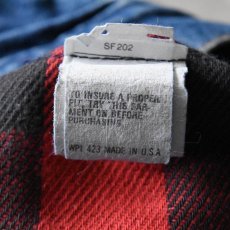 SF 202
TO INSURE A PROPER
FIT, TRY THIS GAR-
MENT ON BEFORE
PURCHASING
WPL 423 MADE IN U.S.A